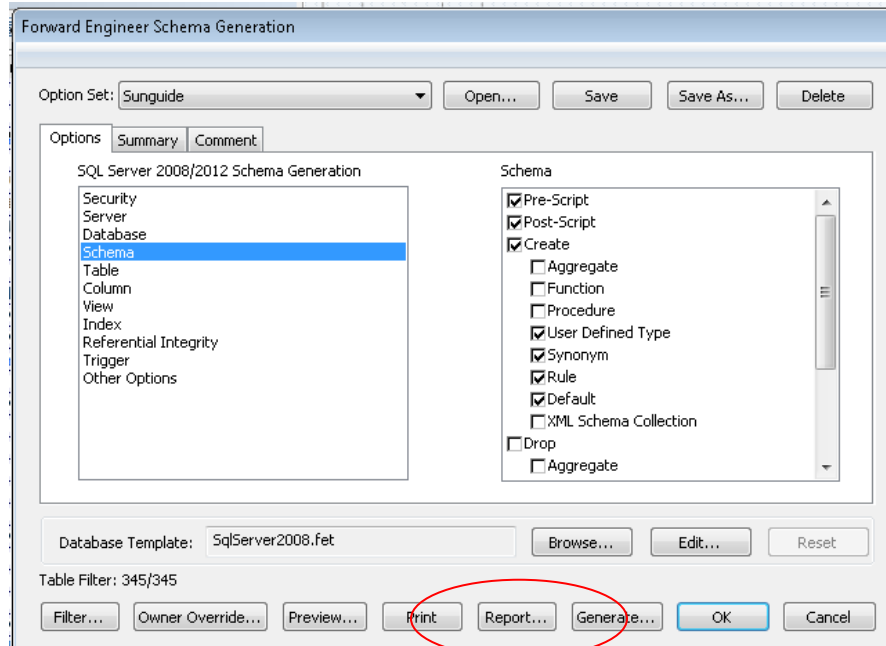 Forward Engineer Schema Generation
Option Set: Sunguide Open... Save Save As... Delete
Options Summary Comment
SQL Server 2008/2012 Schema Generation
Security
Server
Database
Schema
Table
Column
View
Index
Referential Integrity
Trigger
Other Options
Schema
Pre-Script
Post-Script
Create
Aggregate
Function
Procedure
User Defined Type
Synonym
Rule
Default
XML Schema Collection
Drop
Aggregate
Database Template: SqlServer2008.fet Browse... Edit... Reset
Table Filter: 345/345
Filter... Owner Override... Preview... Print Report... Generate... OK Cancel